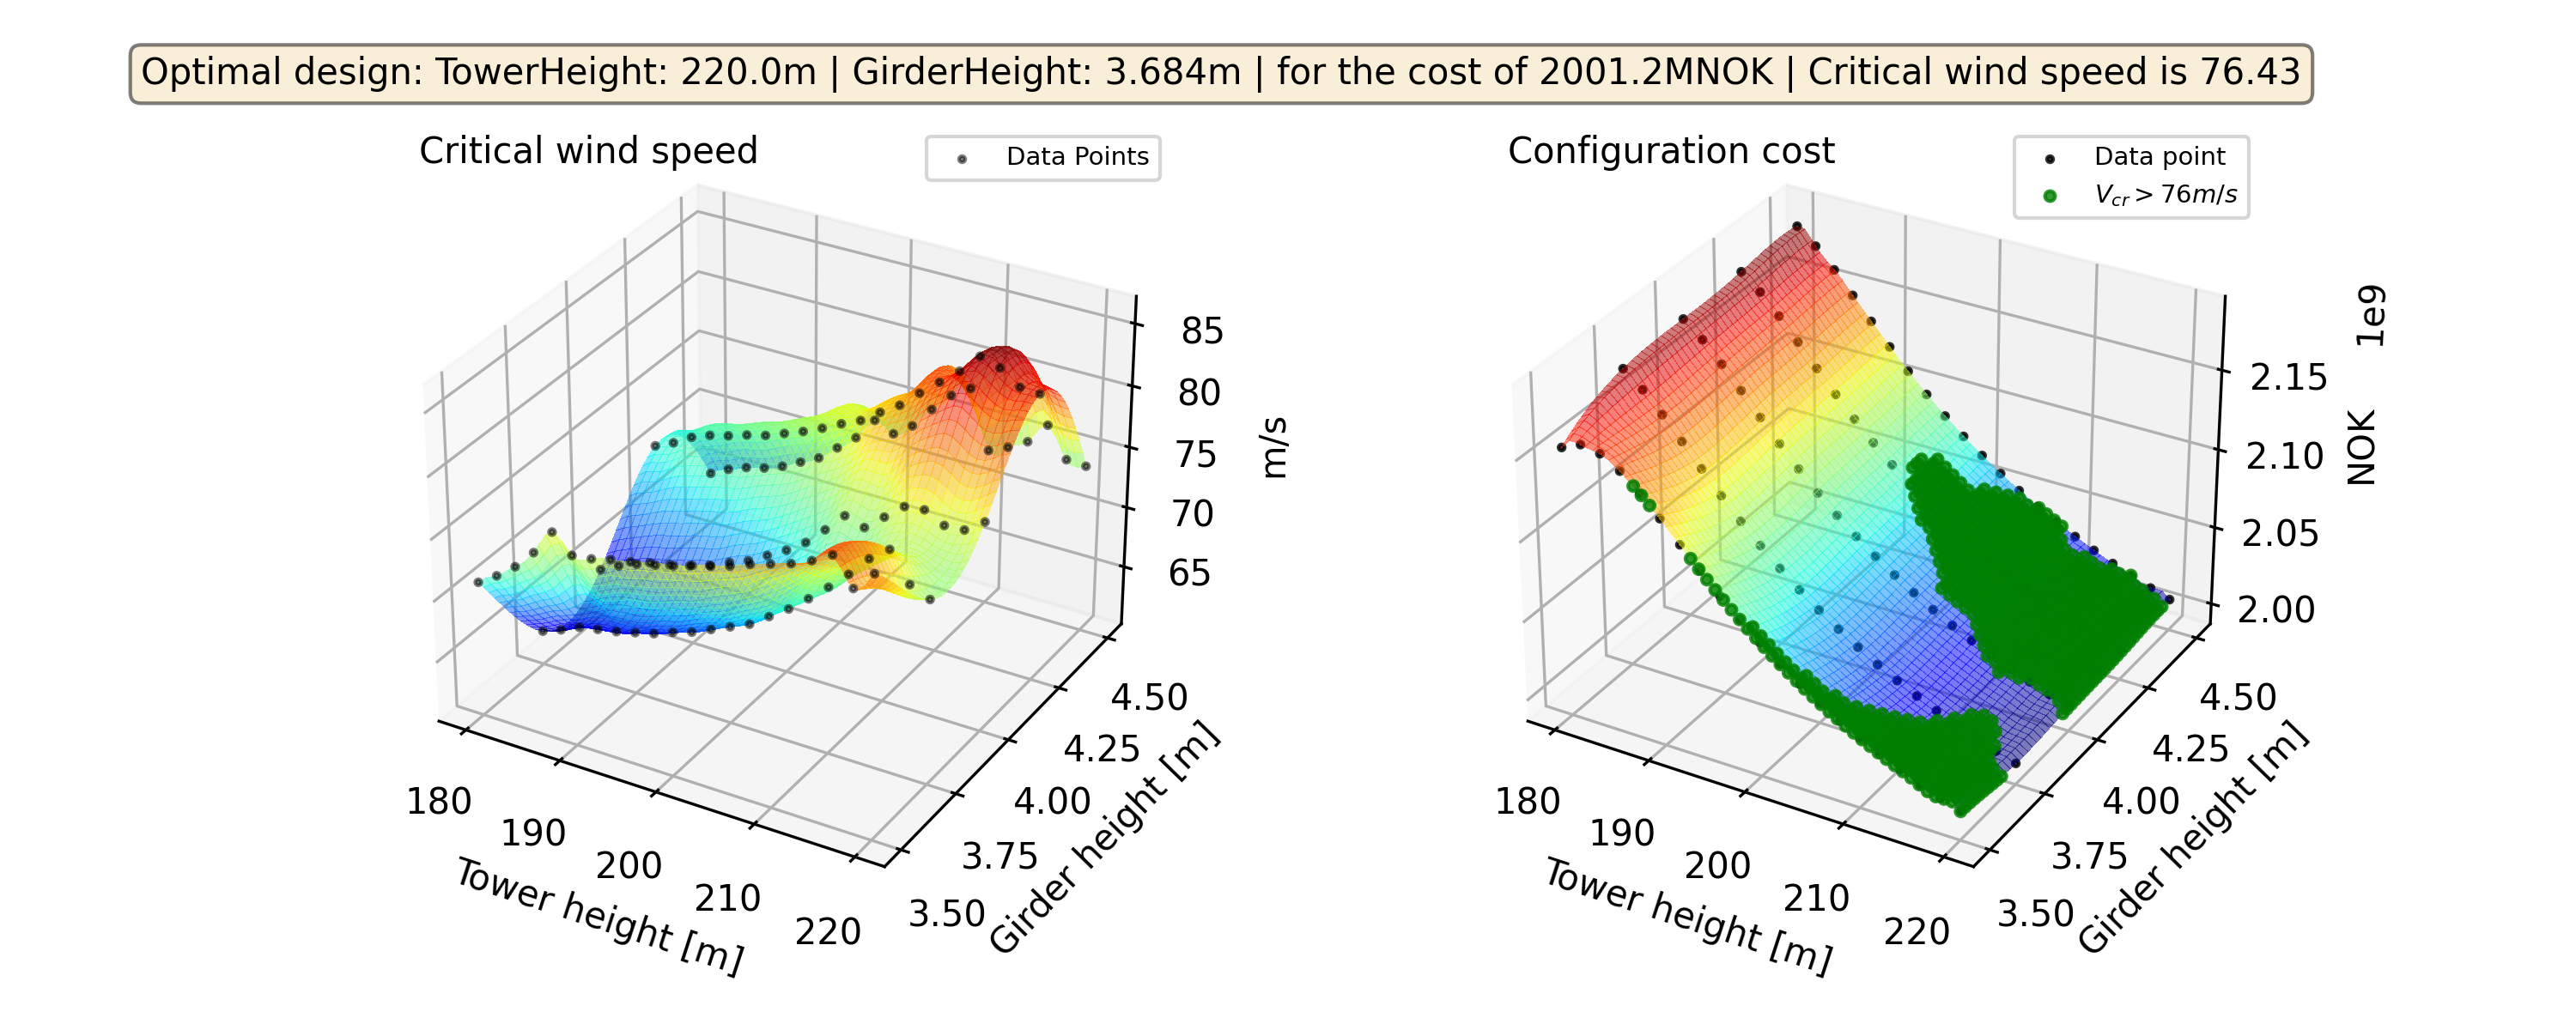 Optimal design: TowerHeight: 220.0m | GirderHeight: 3.684m | for the cost of 2001.2MNOK | Critical wind speed is 76.43
Critical wind speed
Data Points
85
80
75
70
65
m/s
4.50
4.25
4.00
3.75
3.50
Girder height [m]
180
190
200
210
220
Tower height [m]
Configuration cost
Data point
V_cr > 76m/s
1e9
2.15
2.10
2.05
2.00
NOK
4.50
4.25
4.00
3.75
3.50
Girder height [m]
180
190
200
210
220
Tower height [m]